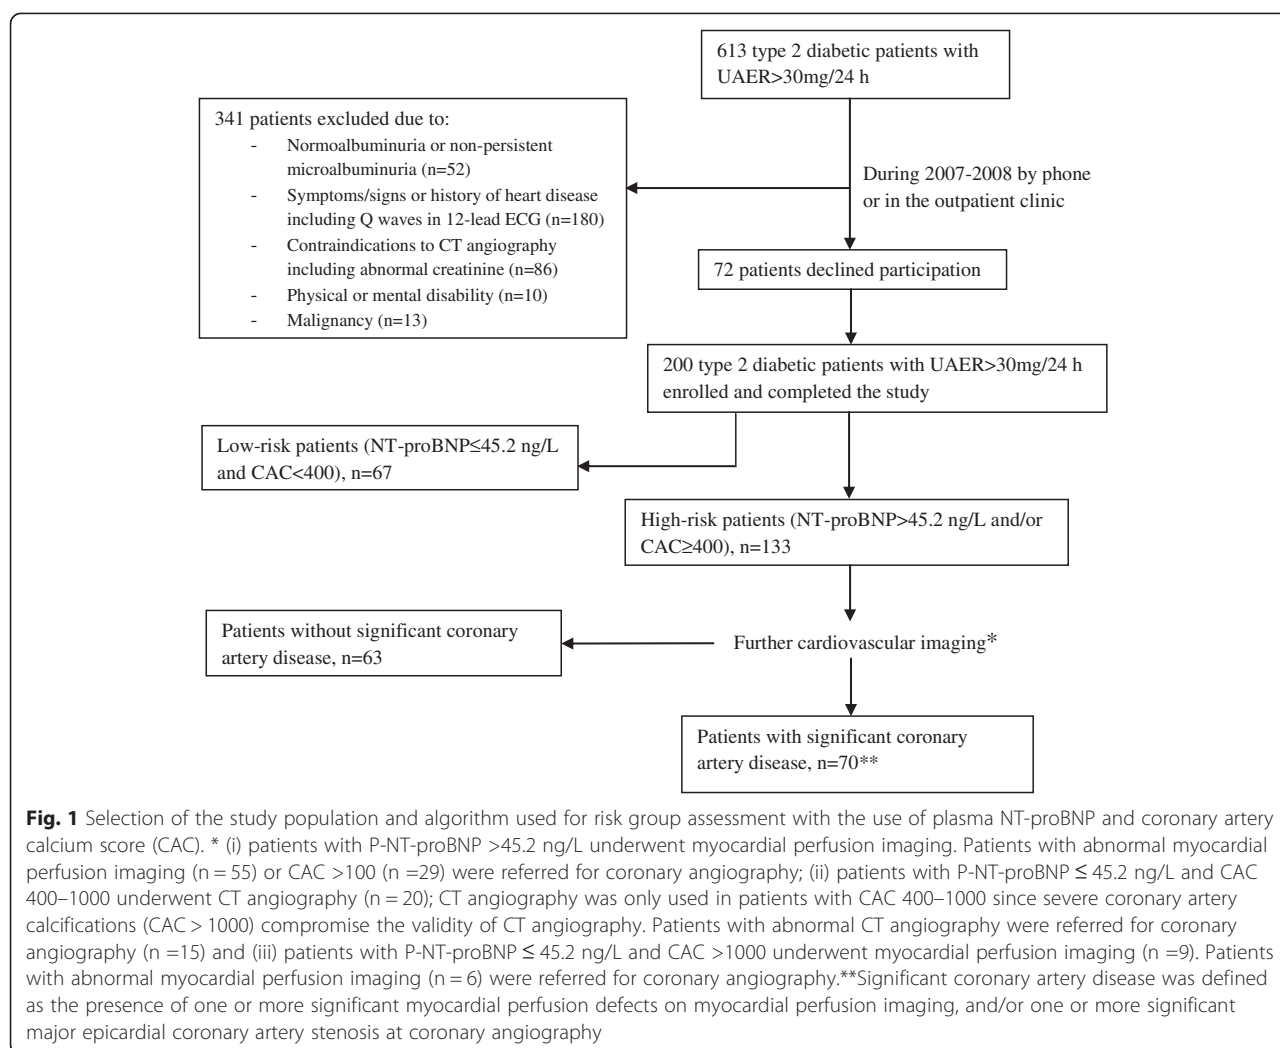 613 type 2 diabetic patients with
UAER>30mg/24 h
341 patients excluded due to:
- Normoalbuminuria or non-persistent
microalbuminuria (n=52)
- Symptoms/signs or history of heart disease
including Q waves in 12-lead ECG (n=180)
- Contraindications to CT angiography
including abnormal creatinine (n=86)
- Physical or mental disability (n=10)
- Malignancy (n=13)
During 2007-2008 by phone
or in the outpatient clinic
72 patients declined participation
200 type 2 diabetic patients with UAER>30mg/24 h
enrolled and completed the study
Low-risk patients (NT-proBNP≤45.2 ng/L
and CAC<400), n=67
High-risk patients (NT-proBNP>45.2 ng/L and/or
CAC≥400), n=133
Patients without significant coronary
artery disease, n=63
Further cardiovascular imaging*
Patients with significant coronary
artery disease, n=70**
Fig. 1 Selection of the study population and algorithm used for risk group assessment with the use of plasma NT-proBNP and coronary artery
calcium score (CAC). * (i) patients with P-NT-proBNP >45.2 ng/L underwent myocardial perfusion imaging. Patients with abnormal myocardial
perfusion imaging (n = 55) or CAC >100 (n =29) were referred for coronary angiography; (ii) patients with P-NT-proBNP ≤ 45.2 ng/L and CAC
400–1000 underwent CT angiography (n = 20); CT angiography was only used in patients with CAC 400–1000 since severe coronary artery
calcifications (CAC > 1000) compromise the validity of CT angiography. Patients with abnormal CT angiography were referred for coronary
angiography (n =15) and (iii) patients with P-NT-proBNP ≤ 45.2 ng/L and CAC >1000 underwent myocardial perfusion imaging (n =9). Patients
with abnormal myocardial perfusion imaging (n = 6) were referred for coronary angiography.**Significant coronary artery disease was defined
as the presence of one or more significant myocardial perfusion defects on myocardial perfusion imaging, and/or one or more significant
major epicardial coronary artery stenosis at coronary angiography